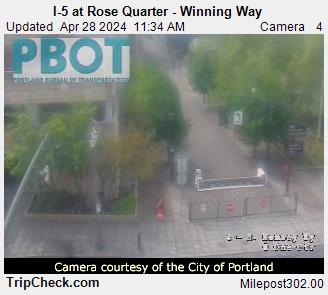 I-5 at Rose Quarter - Winning Way
Updated Apr 28 2024 11:34 AM Camera 4
PBOT
PORTLAND BUREAU OF TRANSPORTATION
Camera courtesy of the City of Portland
TripCheck.com Milepost302.00